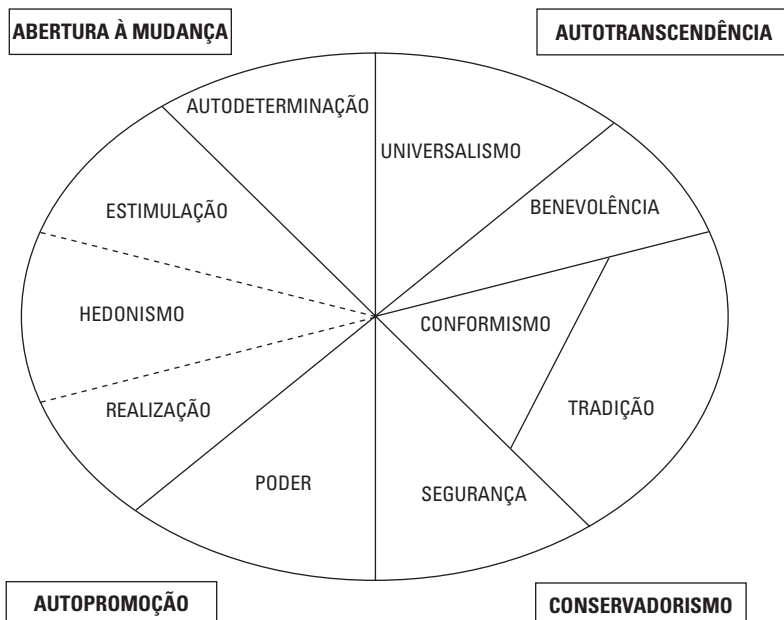 ABERTURA À MUDANÇA
AUTOTRANSCENDÊNCIA
AUTODETERMINAÇÃO
UNIVERSALISMO
ESTIMULAÇÃO
BENEVOLÊNCIA
HEDONISMO
CONFORMISMO
REALIZAÇÃO
TRADIÇÃO
PODER
SEGURANÇA
AUTOPROMOÇÃO
CONSERVADORISMO